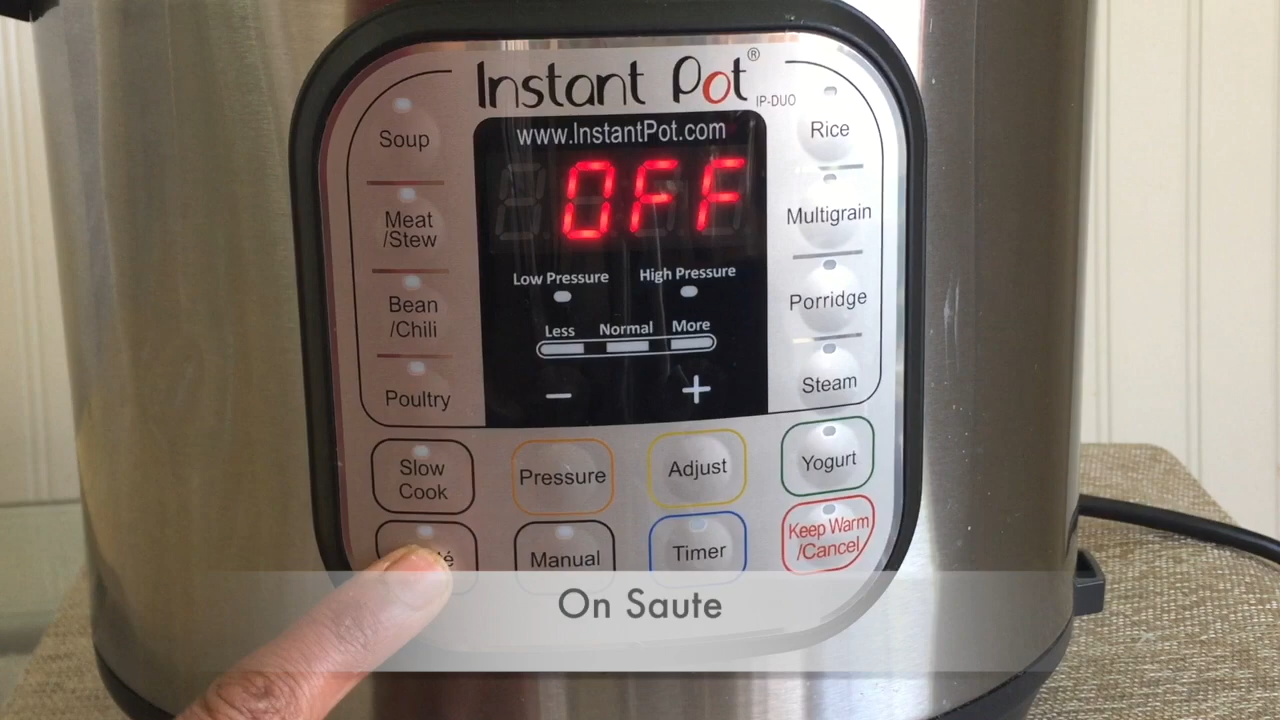 Instant Pot®
IP-DUO
www.InstantPot.com
OFF
Low Pressure
High Pressure
Less
Normal
More
−
+
Soup
Meat
/Stew
Bean
/Chili
Poultry
Rice
Multigrain
Porridge
Steam
Slow
Cook
Pressure
Adjust
Yogurt
Manual
Timer
Keep Warm
/Cancel
On Saute